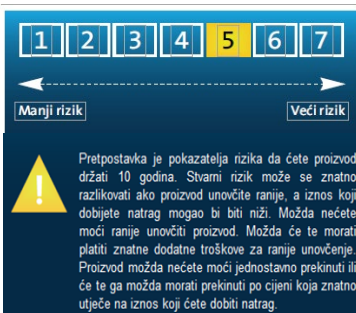 1 2 3 4 5 6 7
Manji rizik Veći rizik
Pretpostavka je pokazatelja rizika da ćete proizvod
držati 10 godina. Stvarni rizik može se znatno
razlikovati ako proizvod unovčite ranije, a iznos koji
dobijete natrag mogao bi biti niži. Možda nećete
moći ranije unovčiti proizvod. Možda će te morati
platiti znatne dodatne troškove za ranije unovčenje.
Proizvod možda nećete moći jednostavno prekinuti ili
će te ga možda morati prekinuti po cijeni koja znatno
utječe na iznos koji ćete dobiti natrag.